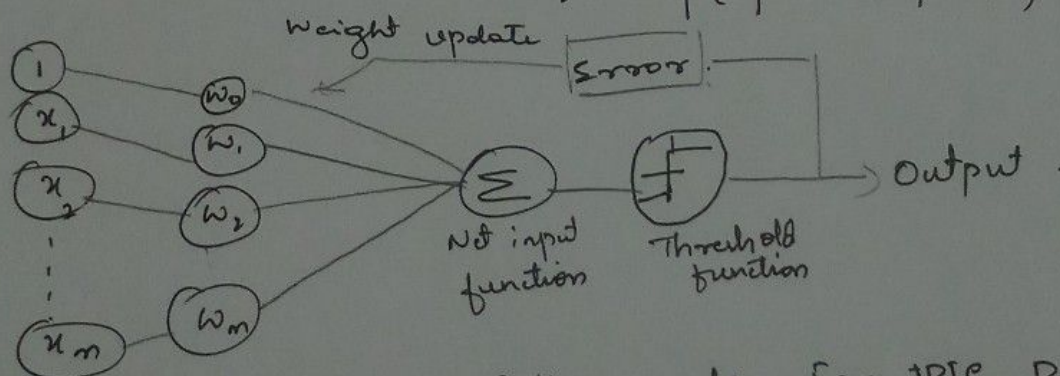 Weight update
Error
1
w0
x1
w1
x2
w2
Σ
Output
Net input
function
Threshold
function
xm
wm